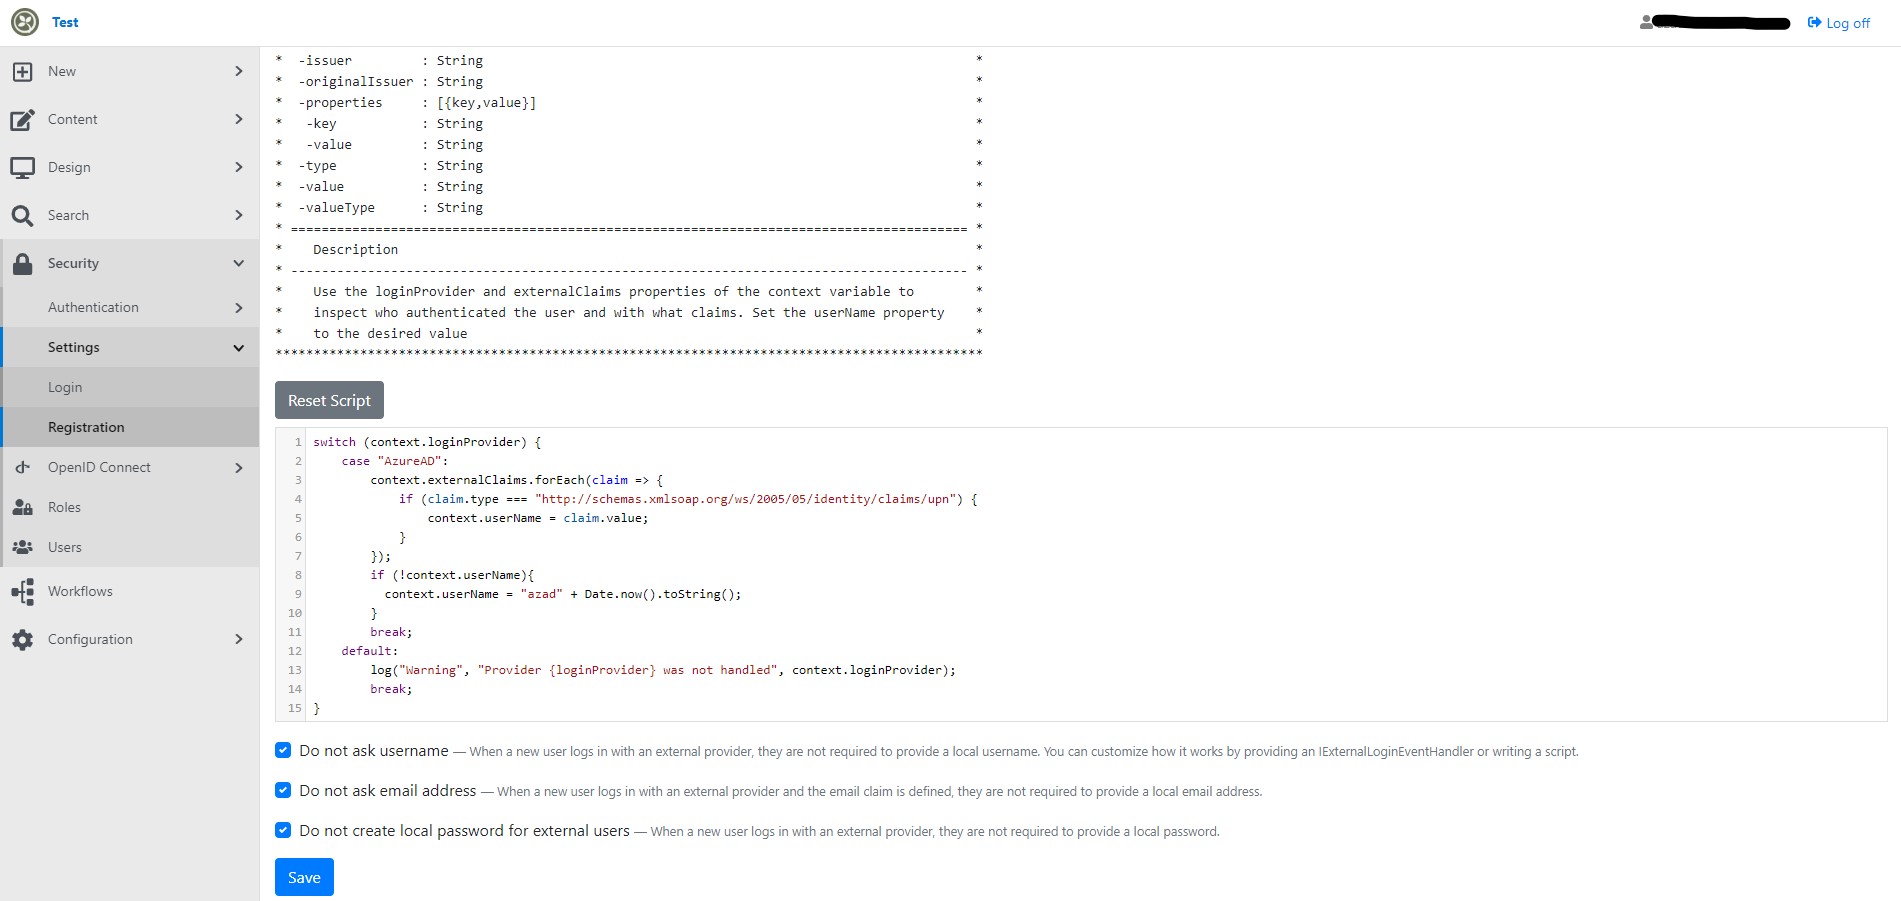 Test
Log off
New
Content
Design
Search
Security
Authentication
Settings
Login
Registration
OpenID Connect
Roles
Users
Workflows
Configuration
*  -issuer         : String                                                                *
*  -originalIssuer : String                                                                *
*  -properties     : [{key,value}]                                                         *
*   -key           : String                                                                *
*   -value         : String                                                                *
*  -type           : String                                                                *
*  -value          : String                                                                *
*  -valueType      : String                                                                *
* ======================================================================================== *
*    Description                                                                           *
* ---------------------------------------------------------------------------------------- *
*    Use the loginProvider and externalClaims properties of the context variable to        *
*    inspect who authenticated the user and with what claims. Set the userName property    *
*    to the desired value                                                                  *
********************************************************************************************
Reset Script
1 switch (context.loginProvider) {
2     case "AzureAD":
3         context.externalClaims.forEach(claim => {
4             if (claim.type === "http://schemas.xmlsoap.org/ws/2005/05/identity/claims/upn") {
5                 context.userName = claim.value;
6             }
7         });
8         if (!context.userName){
9           context.userName = "azad" + Date.now().toString();
10         }
11         break;
12     default:
13         log("Warning", "Provider {loginProvider} was not handled", context.loginProvider);
14         break;
15 }
Do not ask username — When a new user logs in with an external provider, they are not required to provide a local username. You can customize how it works by providing an IExternalLoginEventHandler or writing a script.
Do not ask email address — When a new user logs in with an external provider and the email claim is defined, they are not required to provide a local email address.
Do not create local password for external users — When a new user logs in with an external provider, they are not required to provide a local password.
Save